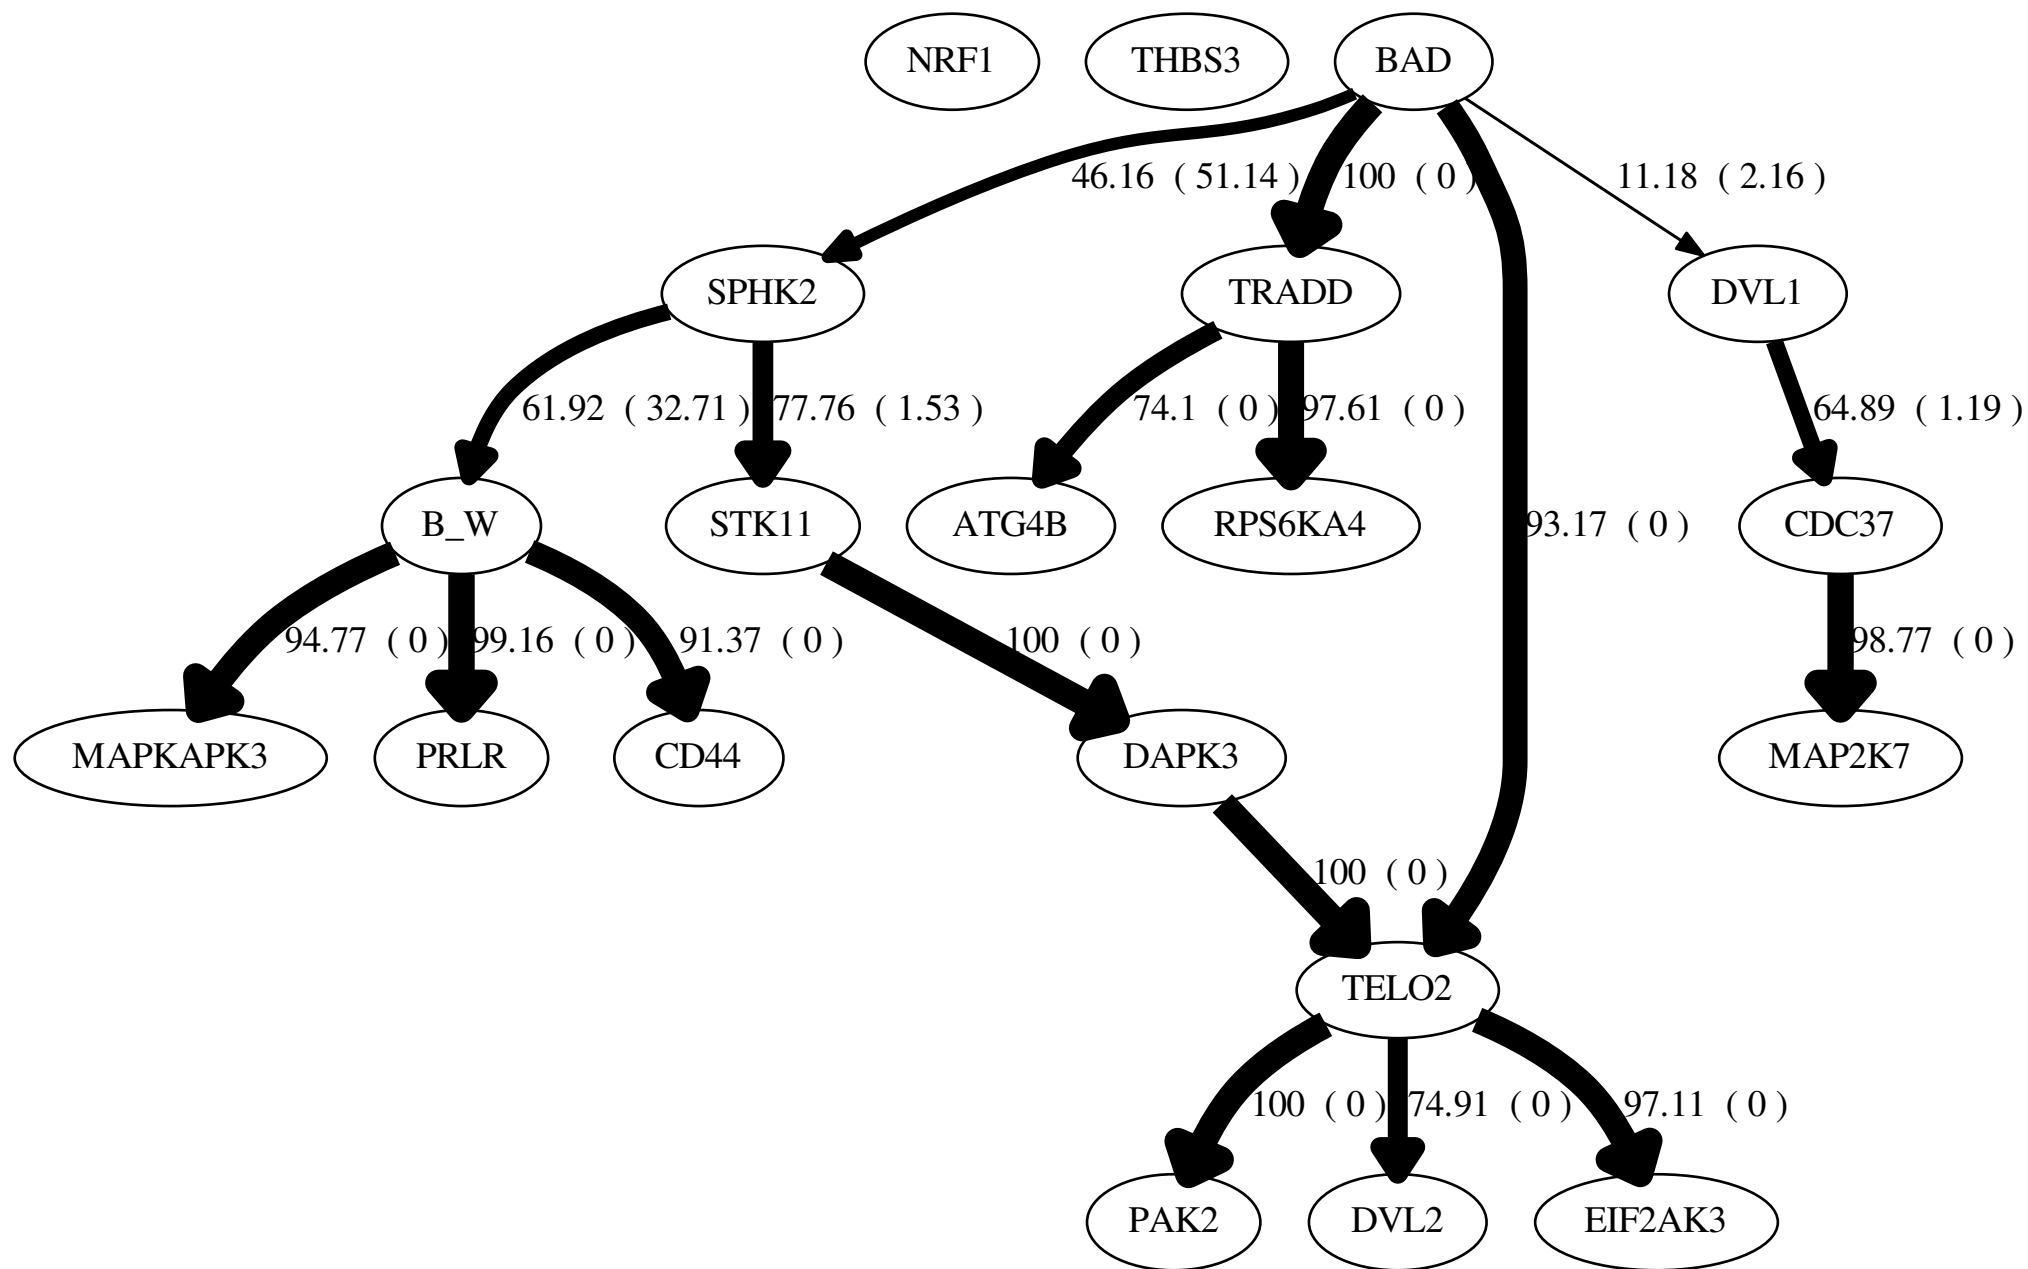 NRF1 THBS3 BAD
46.16 ( 51.14 ) 100 ( 0 ) 11.18 ( 2.16 )
SPHK2 TRADD DVL1
61.92 ( 32.71 ) 77.76 ( 1.53 ) 74.1 ( 0 ) 97.61 ( 0 ) 64.89 ( 1.19 )
B_W STK11 ATG4B RPS6KA4 93.17 ( 0 ) CDC37
94.77 ( 0 ) 99.16 ( 0 ) 91.37 ( 0 ) 100 ( 0 ) 98.77 ( 0 )
MAPKAPK3 PRLR CD44 DAPK3 MAP2K7
100 ( 0 )
TELO2
100 ( 0 ) 74.91 ( 0 ) 97.11 ( 0 )
PAK2 DVL2 EIF2AK3